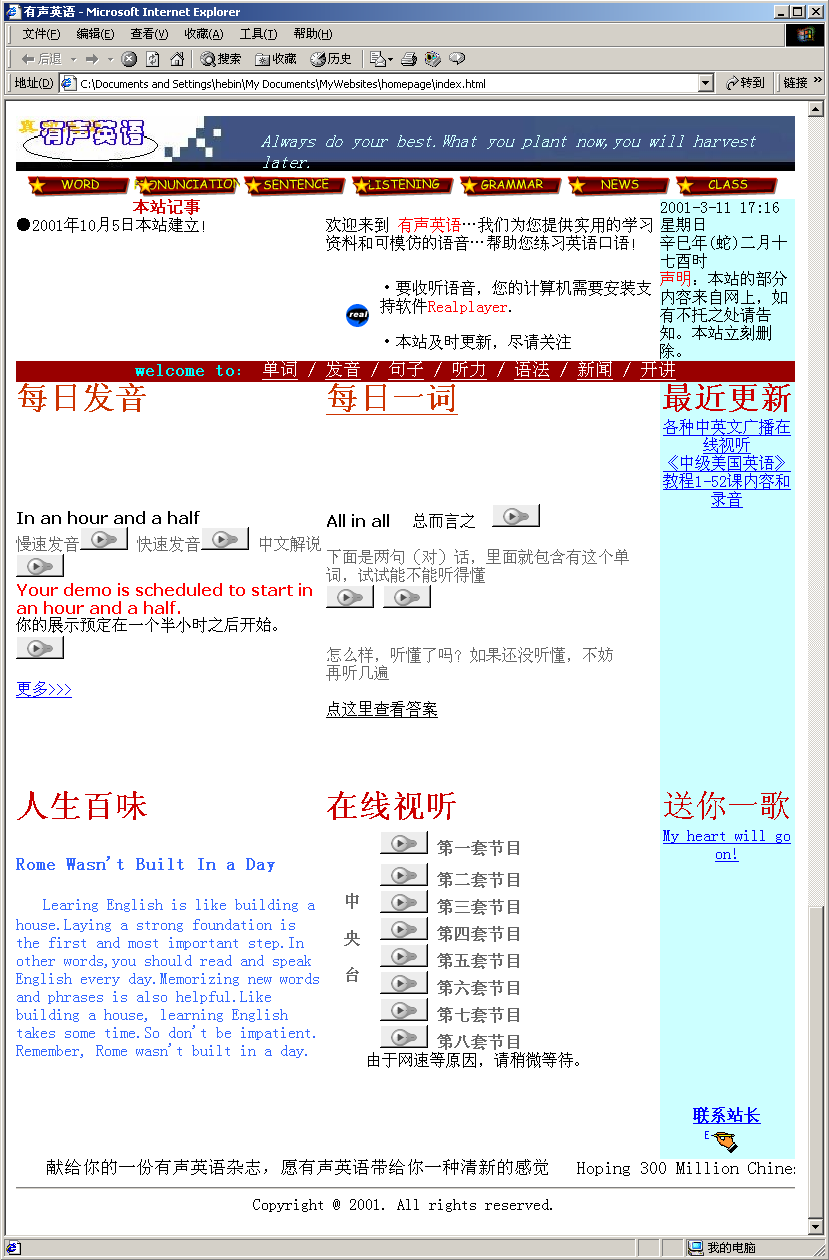 有声英语 - Microsoft Internet Explorer
文件(F) 编辑(E) 查看(V) 收藏(A) 工具(T) 帮助(H)
后退 搜索 收藏 历史
地址(D) C:\Documents and Settings\hebin\My Documents\MyWebsites\homepage\index.html 转到 链接 »
有声英语
Always do your best.What you plant now,you will harvest
later.
WORD PRONUNCIATION SENTENCE LISTENING GRAMMAR NEWS CLASS
本站记事
●2001年10月5日本站建立!
欢迎来到 有声英语…我们为您提供实用的学习
资料和可模仿的语音…帮助您练习英语口语!
·要收听语音，您的计算机需要安装支
持软件Realplayer.
real
·本站及时更新，尽请关注
2001-3-11 17:16
星期日
辛巳年(蛇)二月十
七酉时
声明: 本站的部分
内容来自网上，如
有不托之处请告
知。本站立刻删
除。
welcome to: 单词 / 发音 / 句子 / 听力 / 语法 / 新闻 / 开讲
每日发音
In an hour and a half
慢速发音 快速发音 中文解说
Your demo is scheduled to start in
an hour and a half.
你的展示预定在一个半小时之后开始。
更多>>>
每日一词
All in all 总而言之
下面是两句（对）话，里面就包含有这个单
词，试试能不能听得懂
怎么样，听懂了吗? 如果还没听懂，不妨
再听几遍
点这里查看答案
最近更新
各种中英文广播在
线视听
《中级美国英语》
教程1-52课内容和
录音
人生百味
Rome Wasn't Built In a Day
Learing English is like building a
house.Laying a strong foundation is
the first and most important step.In
other words,you should read and speak
English every day.Memorizing new words
and phrases is also helpful.Like
building a house, learning English
takes some time.So don't be impatient.
Remember, Rome wasn't built in a day.
在线视听
中
央
台
第一套节目
第二套节目
第三套节目
第四套节目
第五套节目
第六套节目
第七套节目
第八套节目
由于网速等原因，请稍微等待。
送你一歌
My heart will go
on!
联系站长
E
献给你的一份有声英语杂志，愿有声英语带给你一种清新的感觉 Hoping 300 Million Chines
Copyright @ 2001. All rights reserved.
我的电脑